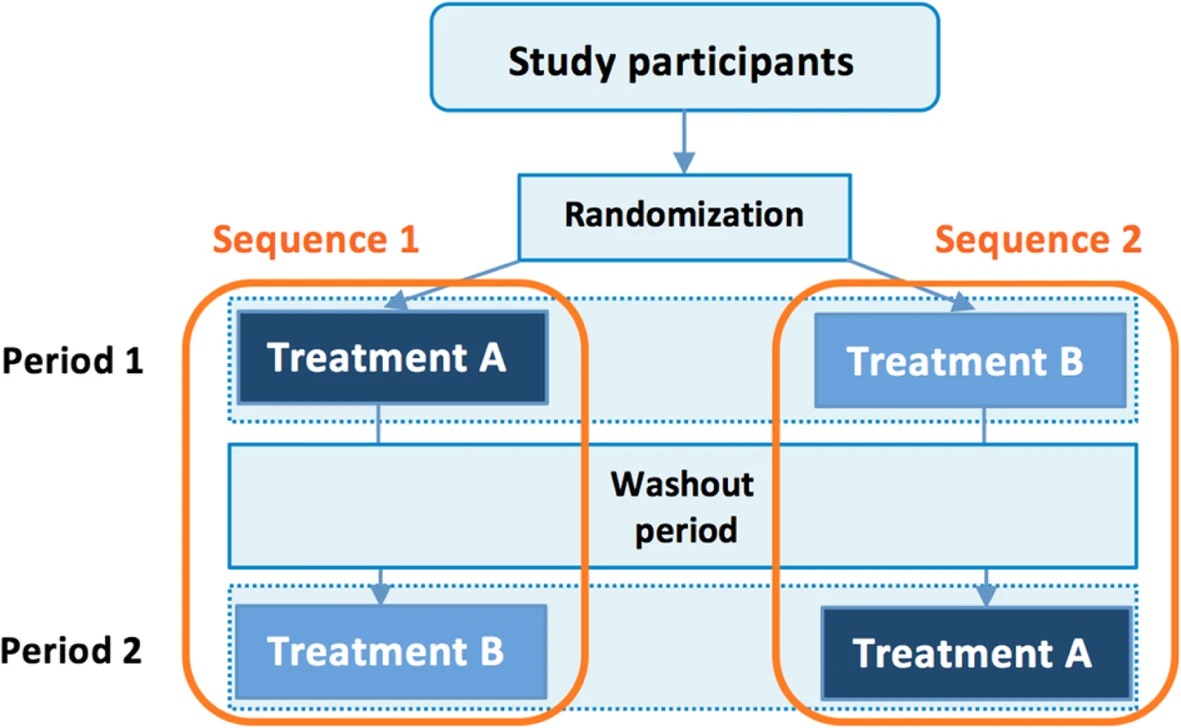 Study participants
Randomization
Sequence 1
Sequence 2
Period 1
Treatment A
Treatment B
Washout
period
Period 2
Treatment B
Treatment A